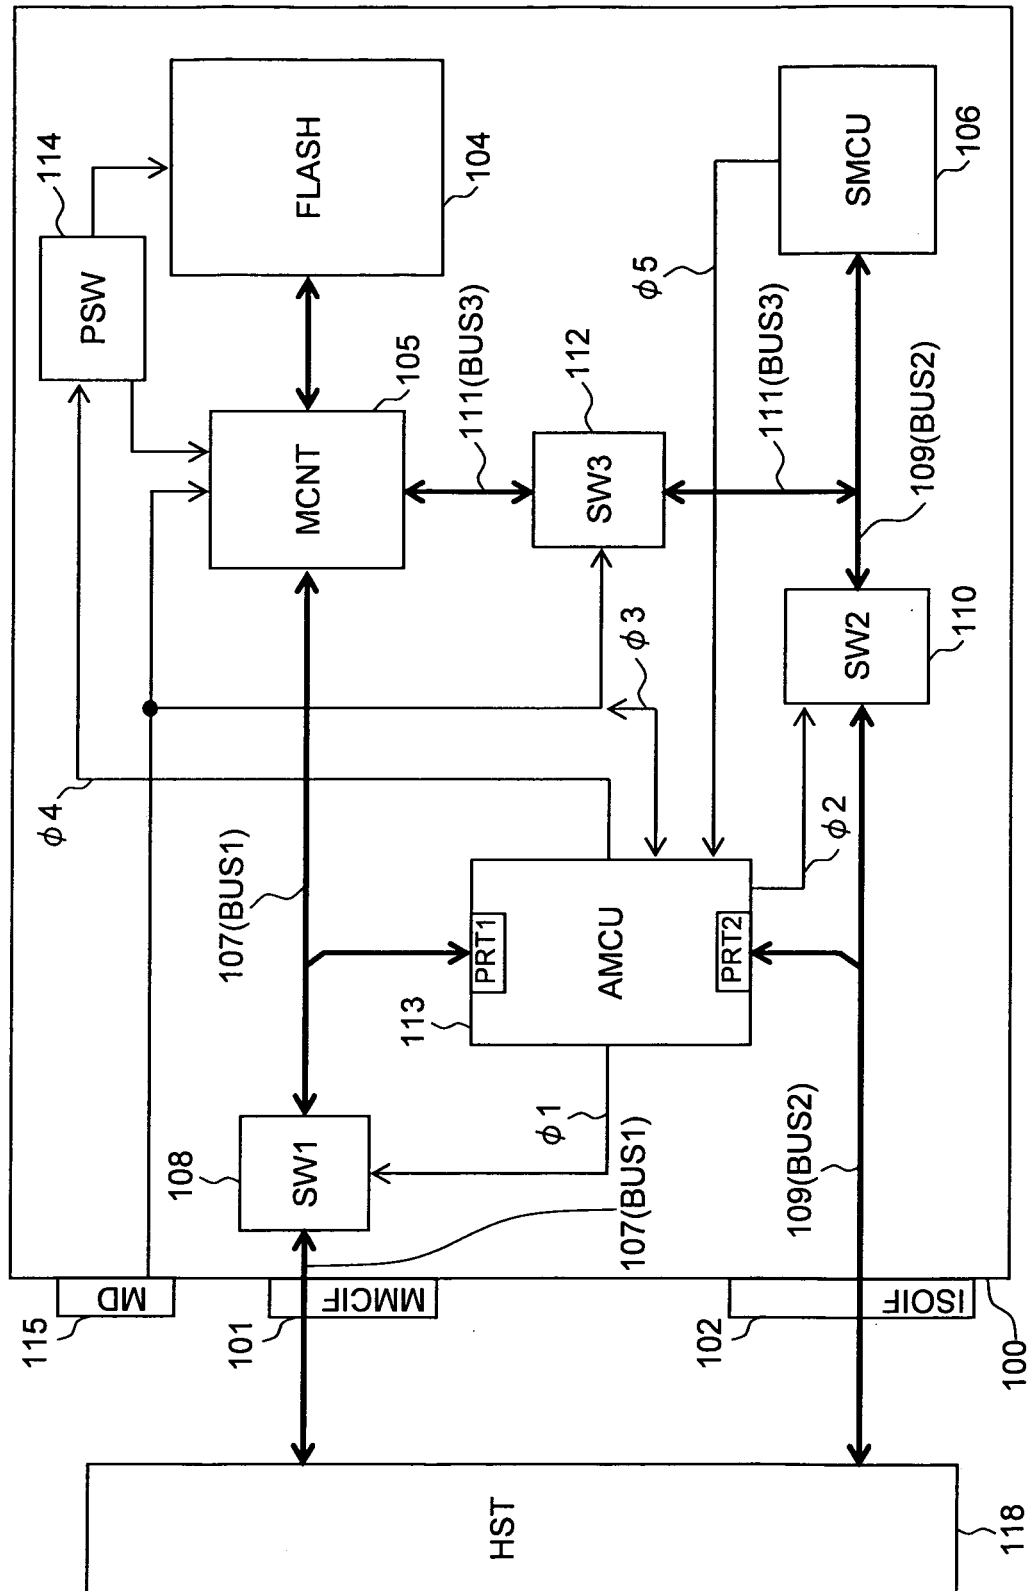 HST
118
115
MD
101
MMCIF
102
ISOIF
100
108
SW1
107(BUS1)
φ1
109(BUS2)
107(BUS1)
113
PRT1
AMCU
PRT2
φ4
φ3
φ2
SW2
110
MCNT
105
111(BUS3)
SW3
112
111(BUS3)
109(BUS2)
φ5
PSW
114
FLASH
104
SMCU
106